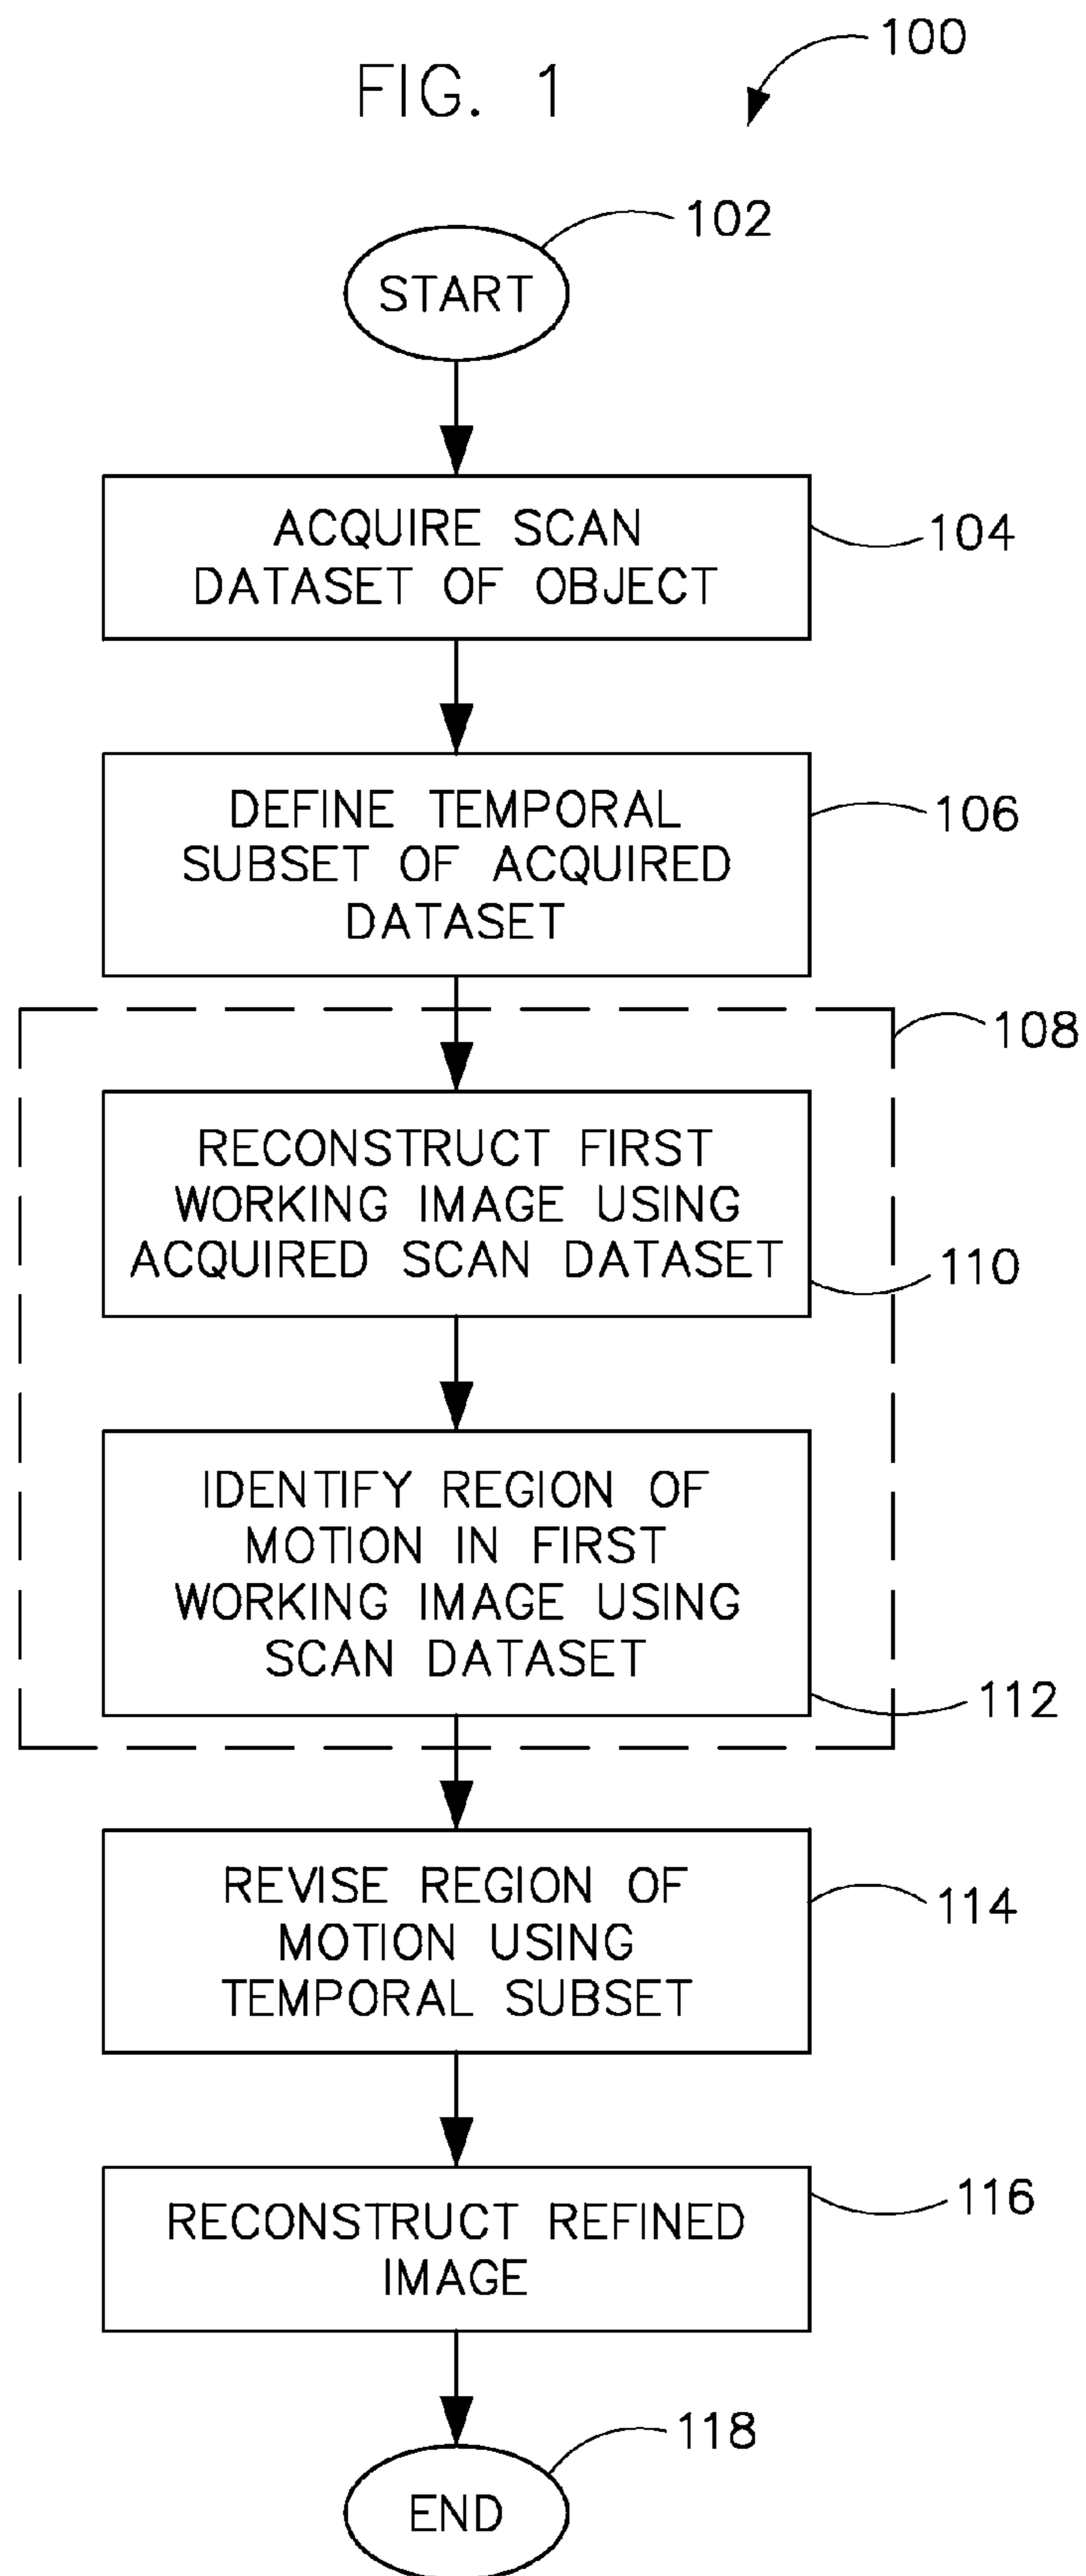 FIG. 1
100
102
START
ACQUIRE SCAN
DATASET OF OBJECT
104
DEFINE TEMPORAL
SUBSET OF ACQUIRED
DATASET
106
108
RECONSTRUCT FIRST
WORKING IMAGE USING
ACQUIRED SCAN DATASET
110
IDENTIFY REGION OF
MOTION IN FIRST
WORKING IMAGE USING
SCAN DATASET
112
REVISE REGION OF
MOTION USING
TEMPORAL SUBSET
114
RECONSTRUCT REFINED
IMAGE
116
118
END